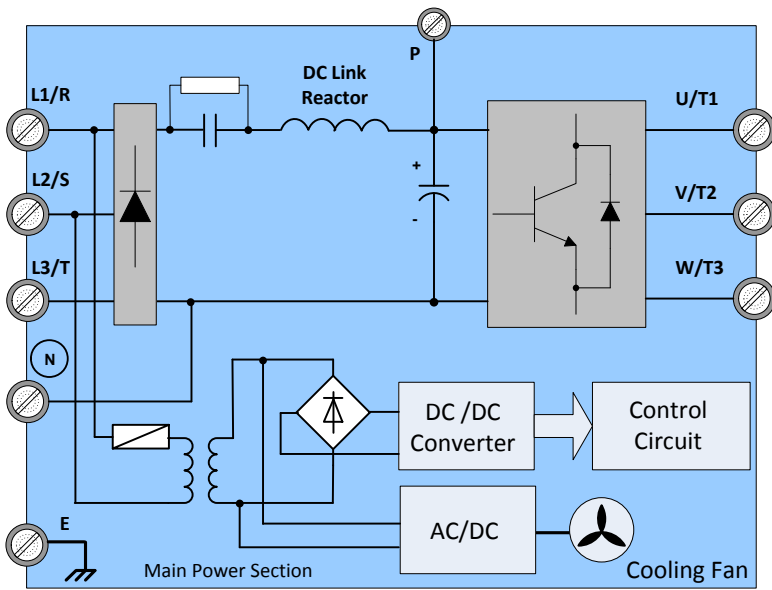 P
DC Link
Reactor
L1/R
U/T1
L2/S
V/T2
+
-
L3/T
W/T3
N
DC /DC
Converter
Control
Circuit
E
AC/DC
Main Power Section
Cooling Fan